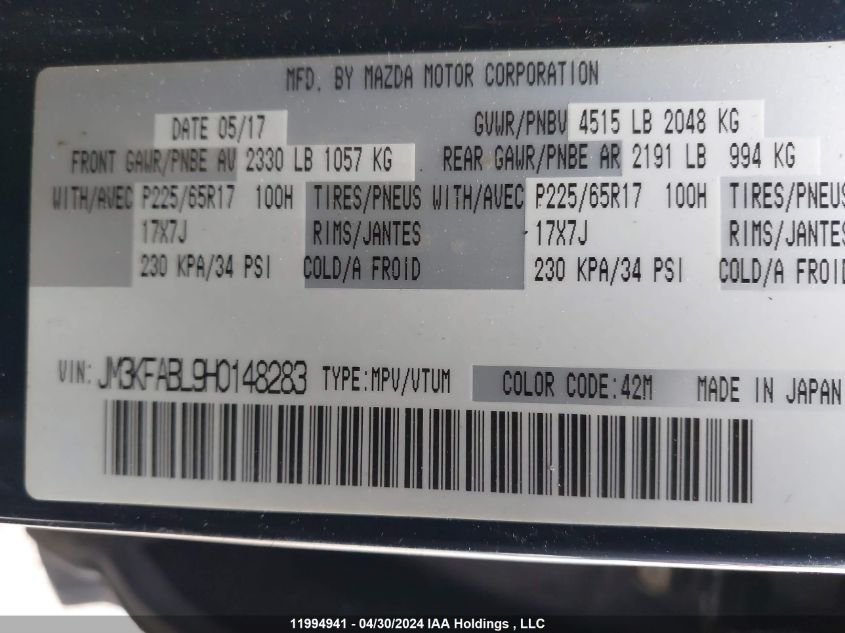 MFD. BY MAZDA MOTOR CORPORATION
DATE 05/17 GVWR/PNBV 4515 LB 2048 KG
FRONT GAWR/PNBE AV 2330 LB 1057 KG REAR GAWR/PNBE AR 2191 LB 994 KG
WITH/AVEC P225/65R17 100H TIRES/PNEUS WITH/AVEC P225/65R17 100H TIRES/PNEUS
17X7J RIMS/JANTES 17X7J RIMS/JANTES
230 KPA/34 PSI COLD/A FROID 230 KPA/34 PSI COLD/A FROID
VIN: JM3KFABL9H0148283 TYPE:MPV/VTUM COLOR CODE:42M MADE IN JAPAN
11994941 - 04/30/2024 IAA Holdings , LLC